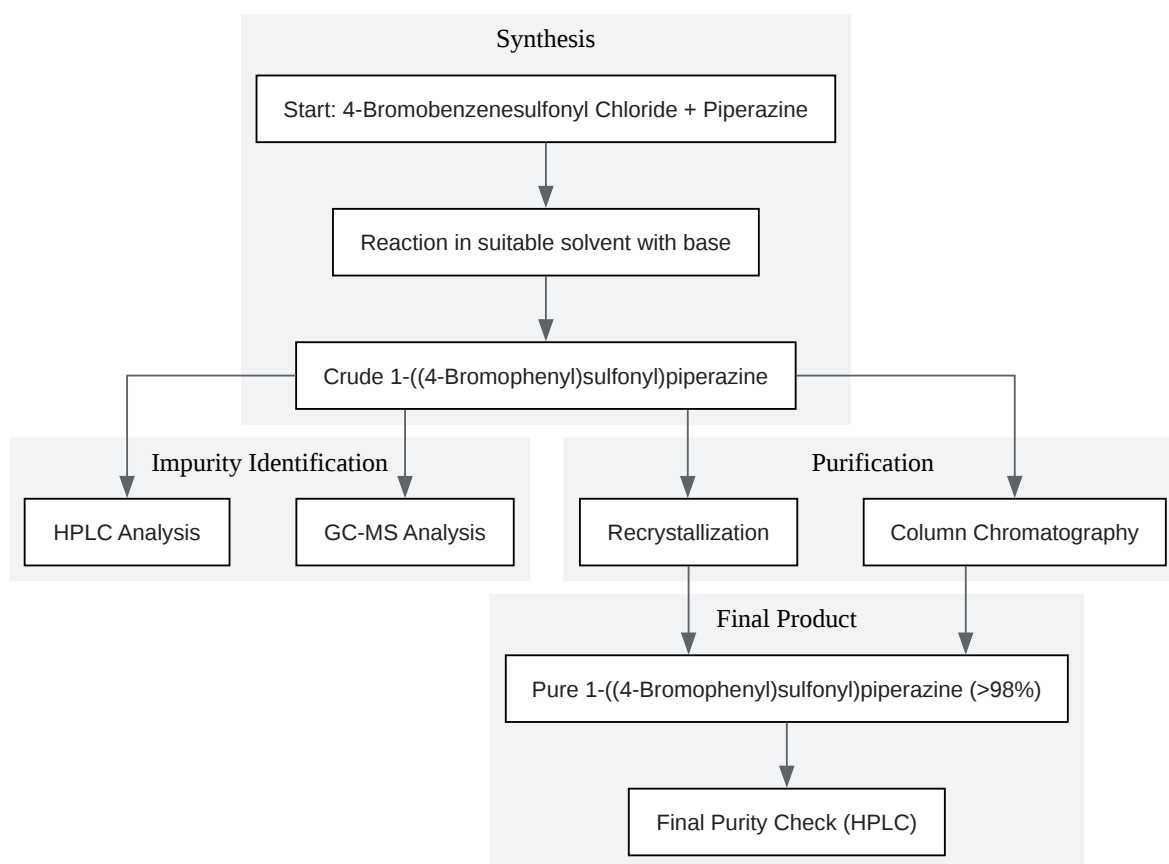 Synthesis
Start: 4-Bromobenzenesulfonyl Chloride + Piperazine
Reaction in suitable solvent with base
Crude 1-((4-Bromophenyl)sulfonyl)piperazine
Impurity Identification
Purification
HPLC Analysis
GC-MS Analysis
Recrystallization
Column Chromatography
Final Product
Pure 1-((4-Bromophenyl)sulfonyl)piperazine (>98%)
Final Purity Check (HPLC)